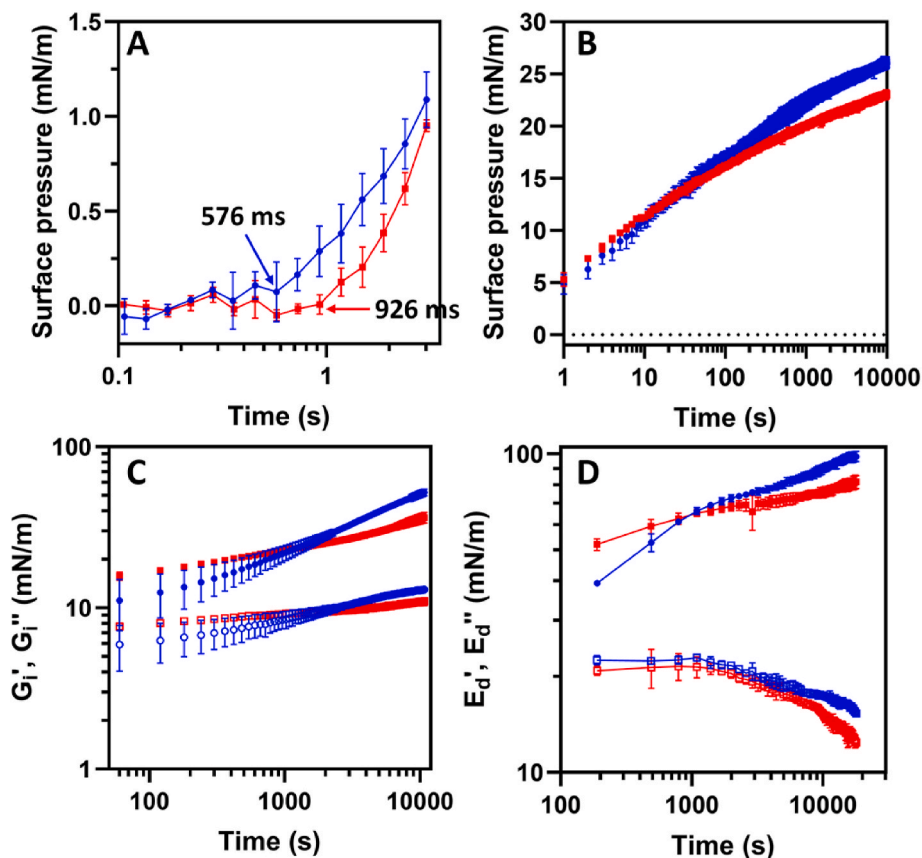 A
Surface pressure (mN/m)
1.5
1.0
0.5
0.0
576 ms
926 ms
0.1
1
Time (s)
B
Surface pressure (mN/m)
30
25
20
15
10
5
0
1
10
100
1000
10000
Time (s)
C
Gi', Gi'' (mN/m)
100
10
1
100
1000
10000
Time (s)
D
Ed', Ed'' (mN/m)
100
10
100
1000
10000
Time (s)